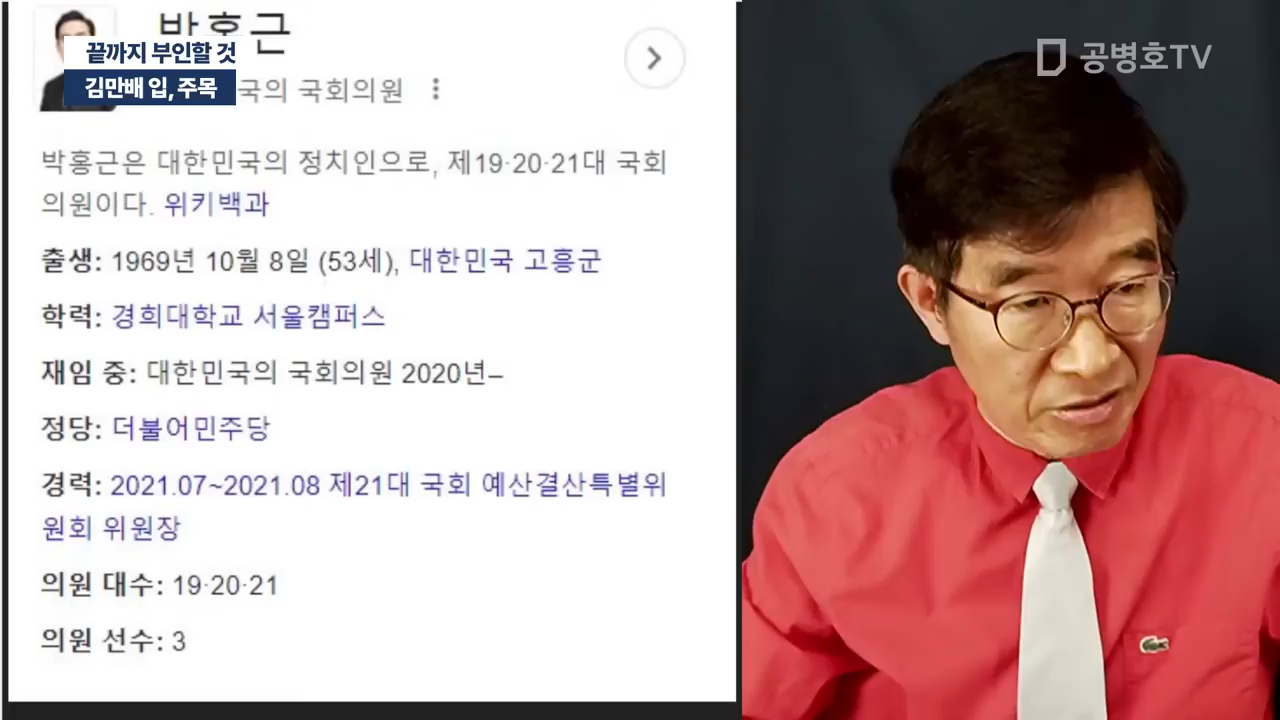 박홍근
끝까지 부인할 것
김만배 입, 주목
국의 국회의원
공병호TV
박홍근은 대한민국의 정치인으로, 제19·20·21대 국회
의원이다. 위키백과
출생: 1969년 10월 8일 (53세), 대한민국 고흥군
학력: 경희대학교 서울캠퍼스
재임 중: 대한민국의 국회의원 2020년–
정당: 더불어민주당
경력: 2021.07~2021.08 제21대 국회 예산결산특별위
원회 위원장
의원 대수: 19·20·21
의원 선수: 3